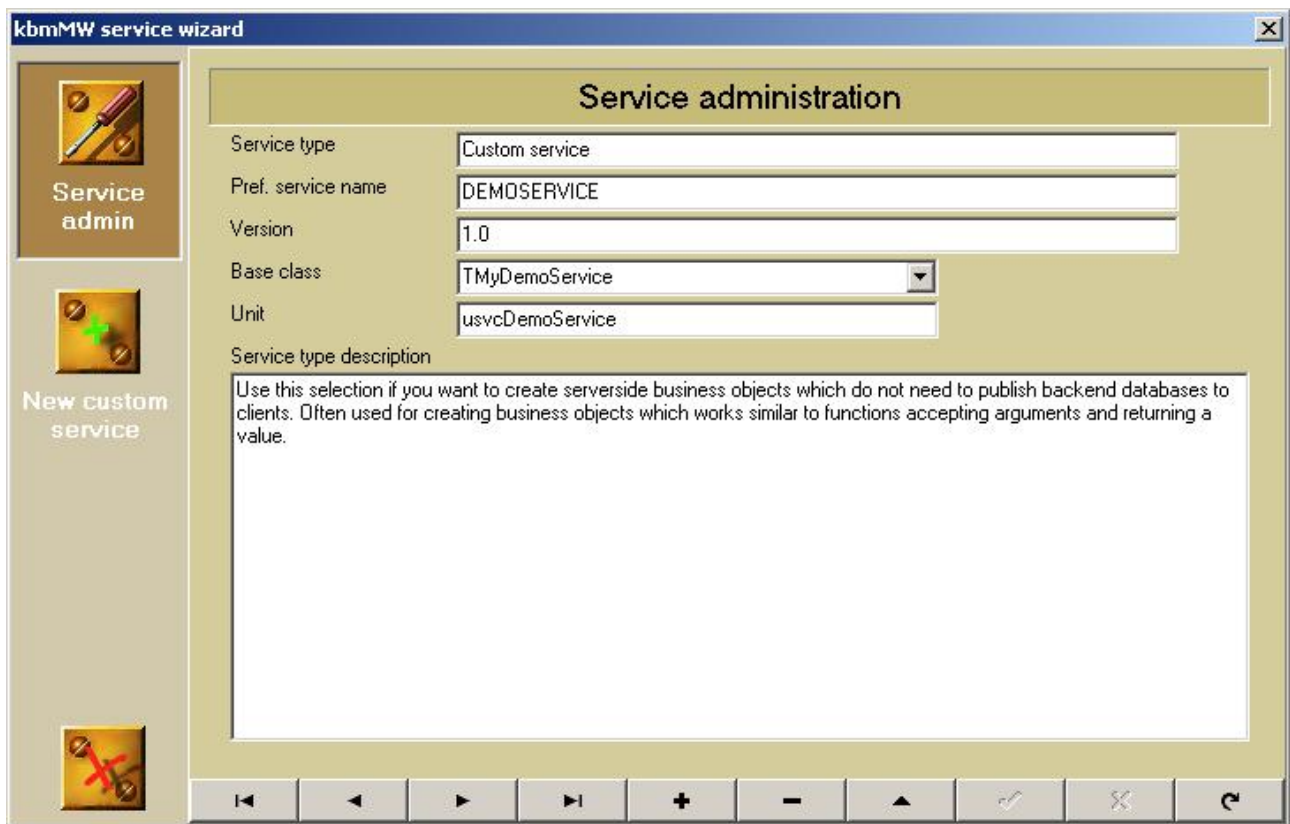 kbmMW service wizard
Service administration
Service admin
New custom service
Service type
Custom service
Pref. service name
DEMOSERVICE
Version
1.0
Base class
TMyDemoService
Unit
usvcDemoService
Service type description
Use this selection if you want to create serverside business objects which do not need to publish backend databases to
clients. Often used for creating business objects which works similar to functions accepting arguments and returning a
value.